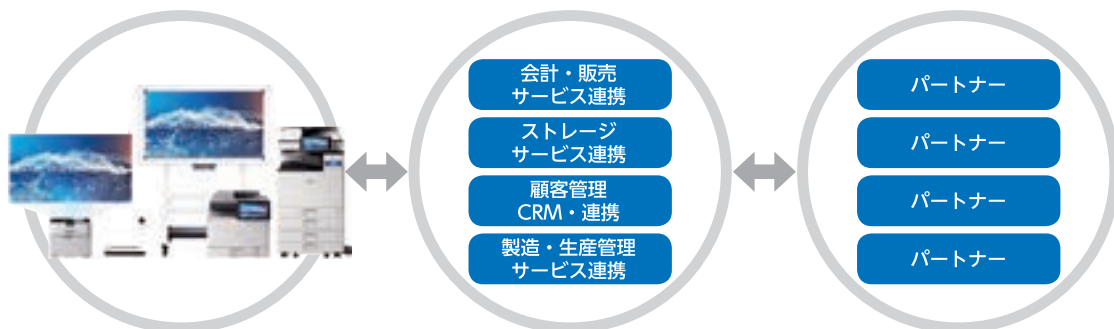 会計・販売
サービス連携
ストレージ
サービス連携
顧客管理
CRM・連携
製造・生産管理
サービス連携
パートナー
パートナー
パートナー
パートナー